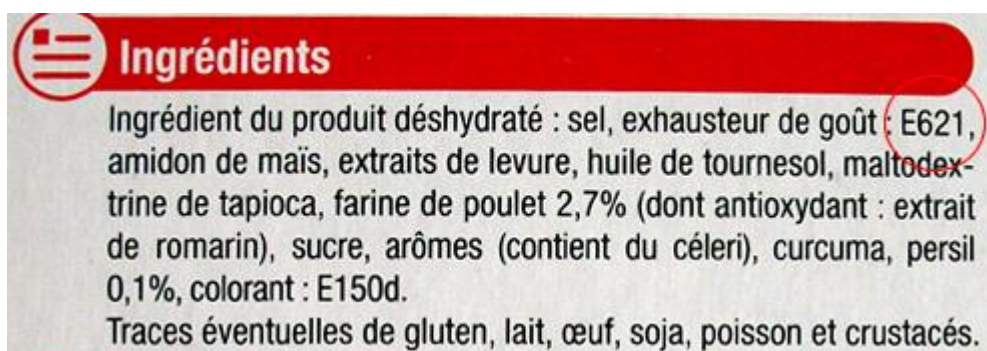 Ingrédients
Ingrédient du produit déshydraté : sel, exhausteur de goût : E621,
amidon de maïs, extraits de levure, huile de tournesol, maltodex-
trine de tapioca, farine de poulet 2,7% (dont antioxydant : extrait
de romarin), sucre, arômes (contient du céleri), curcuma, persil
0,1%, colorant : E150d.
Traces éventuelles de gluten, lait, œuf, soja, poisson et crustacés.